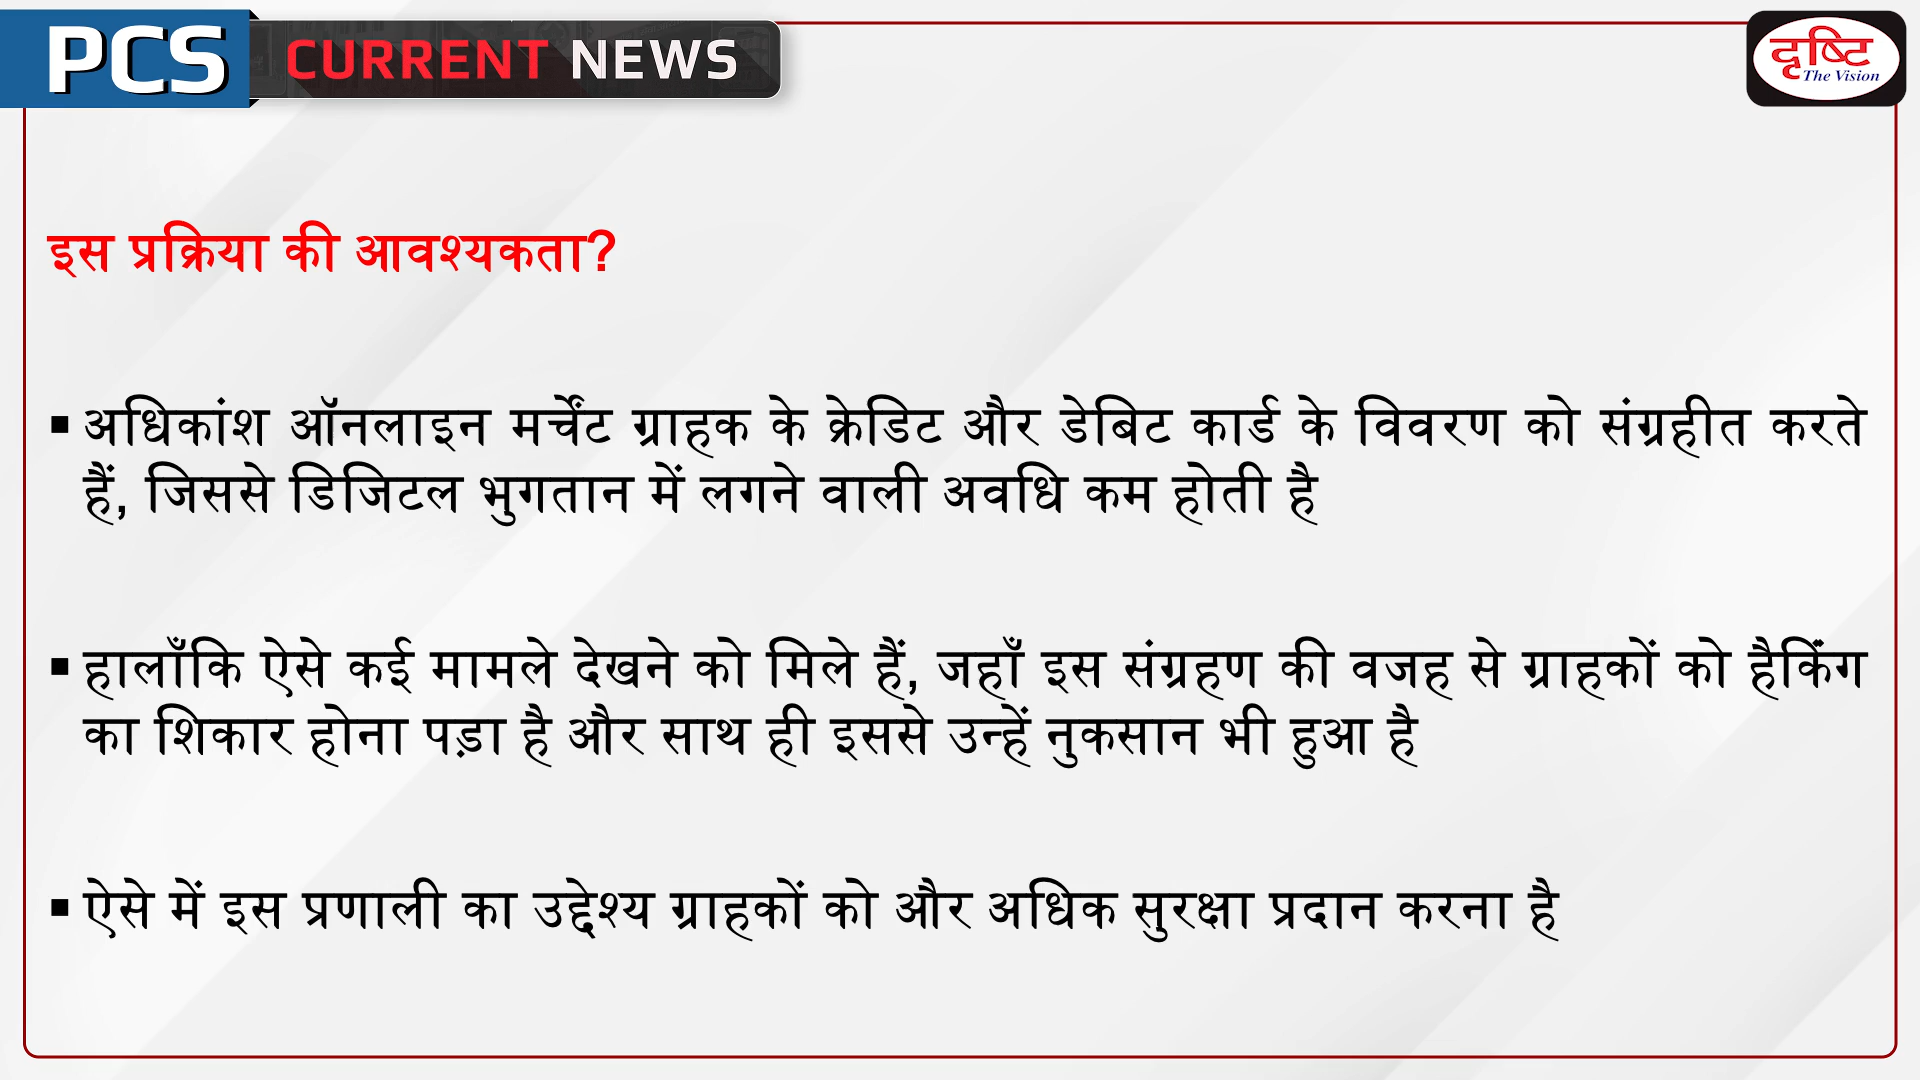 PCS CURRENT NEWS
दृष्टि
The Vision
इस प्रक्रिया की आवश्यकता?
▪ अधिकांश ऑनलाइन मर्चेंट ग्राहक के क्रेडिट और डेबिट कार्ड के विवरण को संग्रहीत करते
हैं, जिससे डिजिटल भुगतान में लगने वाली अवधि कम होती है
▪ हालाँकि ऐसे कई मामले देखने को मिले हैं, जहाँ इस संग्रहण की वजह से ग्राहकों को हैकिंग
का शिकार होना पड़ा है और साथ ही इससे उन्हें नुकसान भी हुआ है
▪ ऐसे में इस प्रणाली का उद्देश्य ग्राहकों को और अधिक सुरक्षा प्रदान करना है